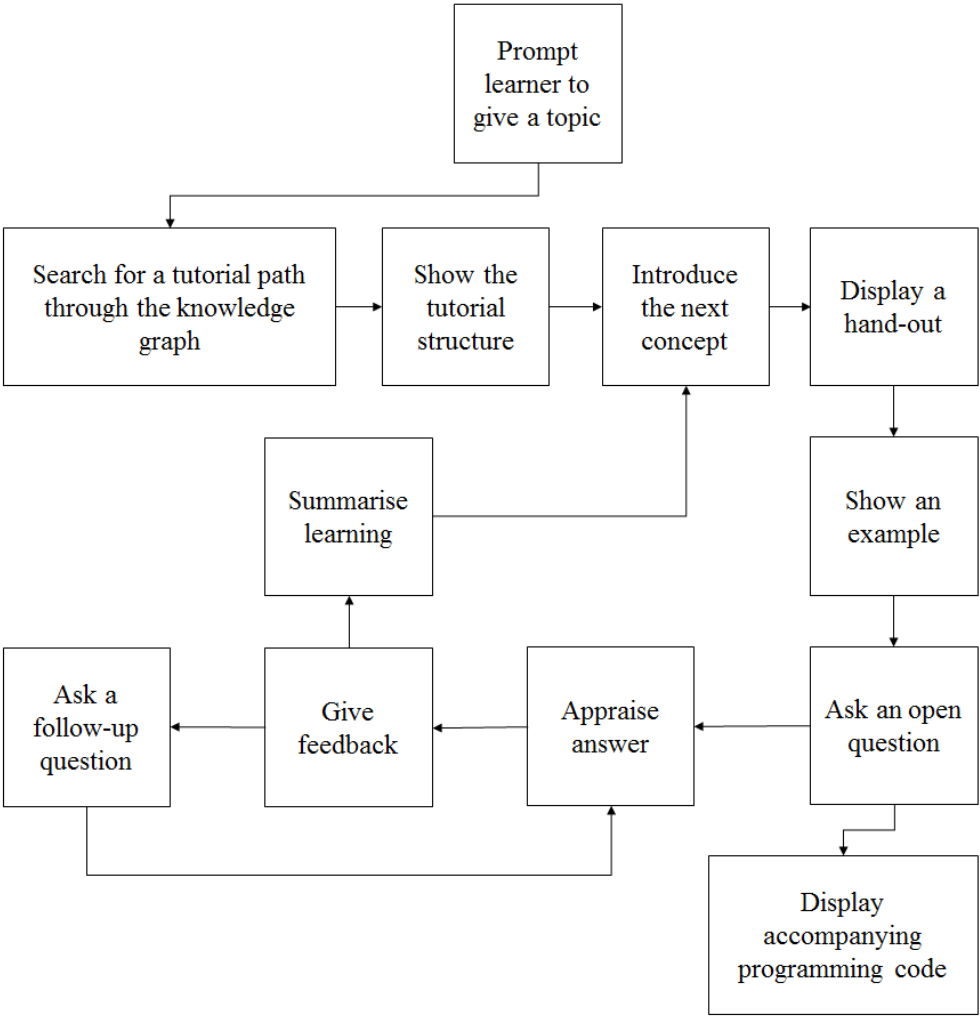 Prompt
learner to
give a topic
Search for a tutorial path
through the knowledge
graph
Show the
tutorial
structure
Introduce
the next
concept
Display a
hand-out
Summarise
learning
Show an
example
Ask a
follow-up
question
Give
feedback
Appraise
answer
Ask an open
question
Display
accompanying
programming code